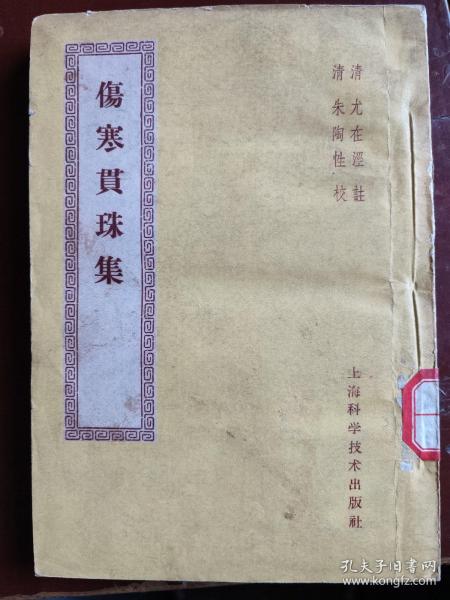 清 尤在涇 註
清 朱陶性 校
傷寒貫珠集
上海科学技术出版社
孔夫子旧书网
www.kongfz.com